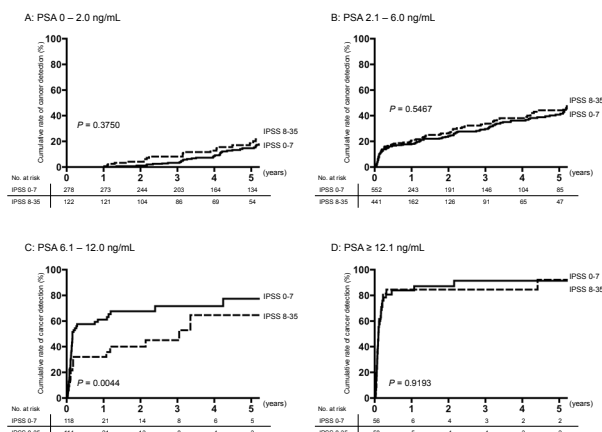 A: PSA 0 – 2.0 ng/mL
Cumulative rate of cancer detection (%)
100
80
60
40
20
0
P = 0.3750
IPSS 8-35
IPSS 0-7
(years)
No. at risk
0 1 2 3 4 5
IPSS 0-7 278 273 244 203 164 134
IPSS 8-35 122 121 104 86 69 54
B: PSA 2.1 – 6.0 ng/mL
Cumulative rate of cancer detection (%)
100
80
60
40
20
0
P = 0.5467
IPSS 8-35
IPSS 0-7
(years)
No. at risk
0 1 2 3 4 5
IPSS 0-7 552 243 191 146 104 85
IPSS 8-35 441 162 126 91 65 47
C: PSA 6.1 – 12.0 ng/mL
Cumulative rate of cancer detection (%)
100
80
60
40
20
0
P = 0.0044
IPSS 0-7
IPSS 8-35
(years)
No. at risk
0 1 2 3 4 5
IPSS 0-7 118 21 14 8 6 5
D: PSA ≥ 12.1 ng/mL
Cumulative rate of cancer detection (%)
100
80
60
40
20
0
P = 0.9193
IPSS 0-7
IPSS 8-35
(years)
No. at risk
0 1 2 3 4 5
IPSS 0-7 56 6 4 3 2 2